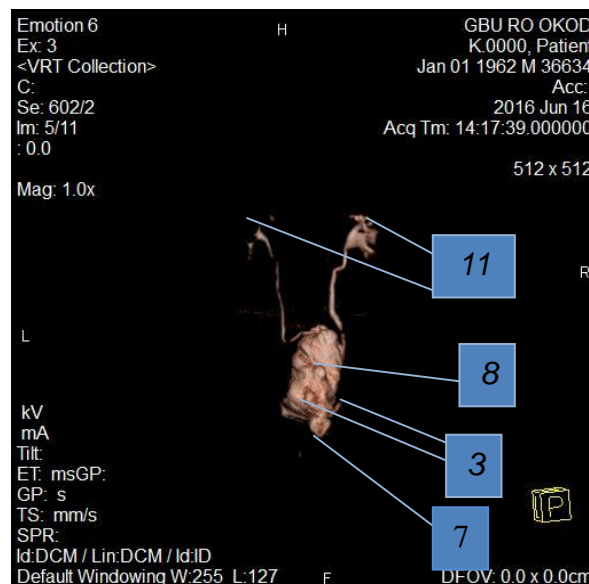 Emotion 6
Ex: 3
<VRT Collection>
C:
Se: 602/2
Im: 5/11
: 0.0
Mag: 1.0x
H
GBU RO OKOD
K.0000, Patient
Jan 01 1962 M 36634
Acc:
2016 Jun 16
Acq Tm: 14:17:39.000000
512 x 512
11
R
L
8
3
7
kV
mA
Tilt:
ET: msGP:
GP: s
TS: mm/s
SPR:
Id:DCM / Lin:DCM / Id:ID
Default Windowing W:255 L:127
F
P
DFOV: 0.0 x 0.0cm